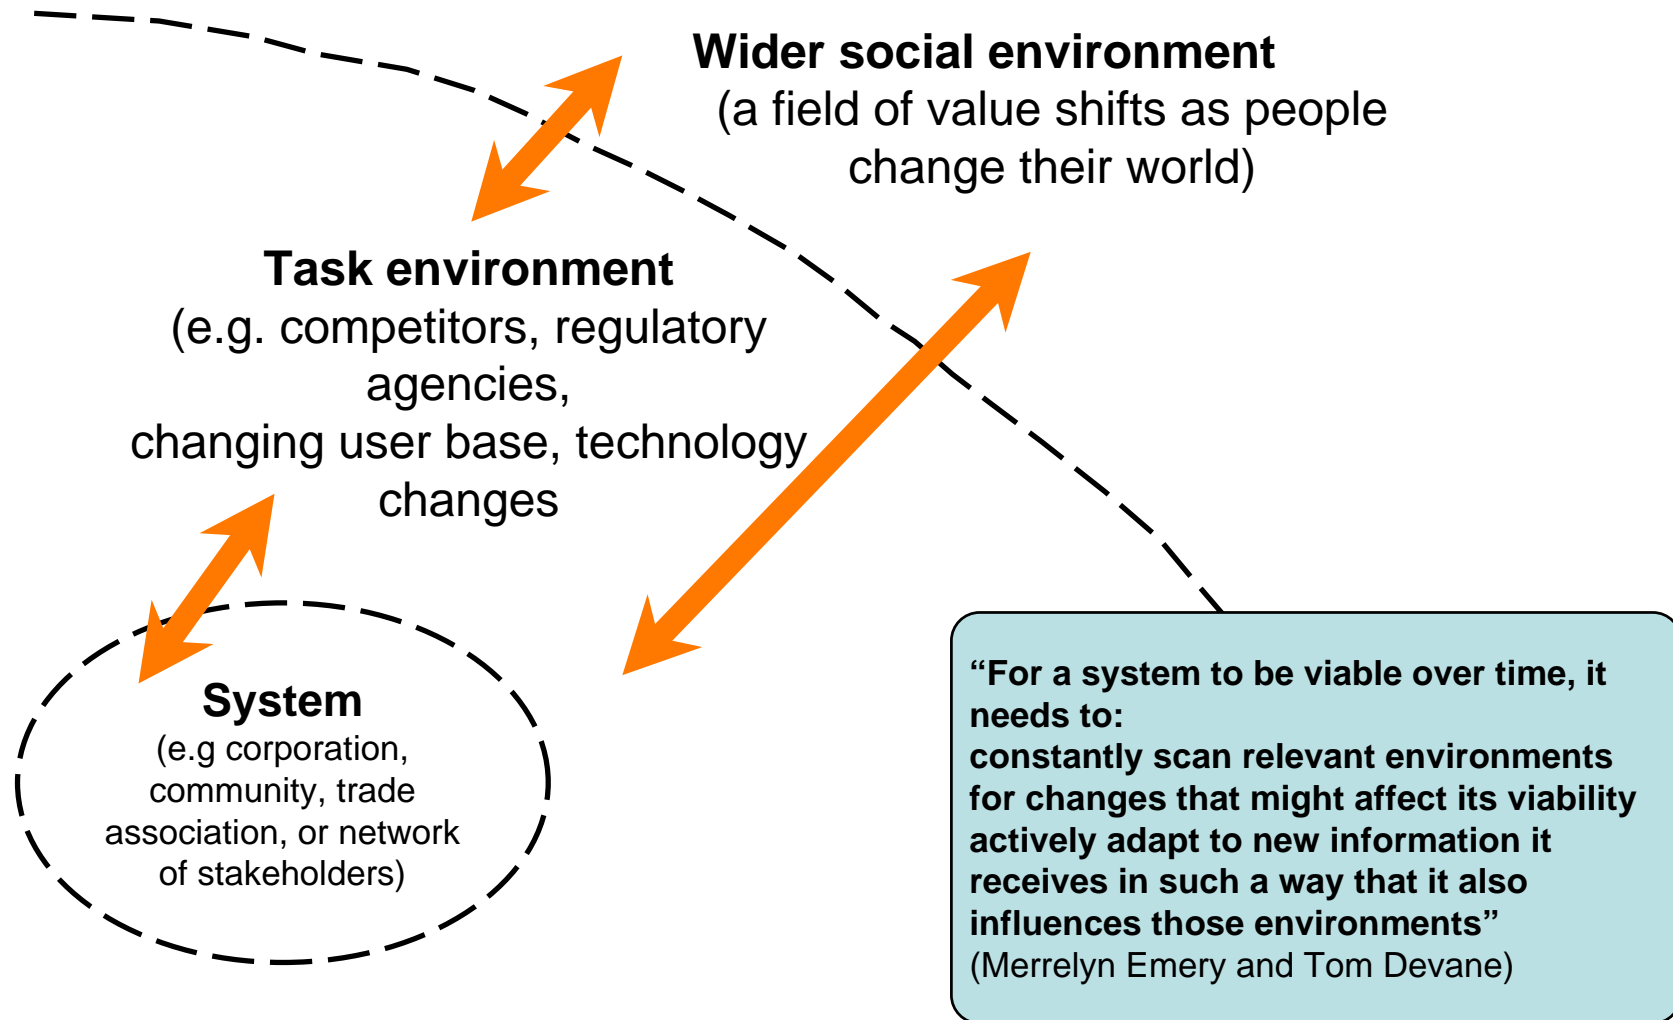 Wider social environment
(a field of value shifts as people
change their world)
Task environment
(e.g. competitors, regulatory
agencies,
changing user base, technology
changes
System
(e.g corporation,
community, trade
association, or network
of stakeholders)
“For a system to be viable over time, it
needs to:
constantly scan relevant environments
for changes that might affect its viability
actively adapt to new information it
receives in such a way that it also
influences those environments”
(Merrelyn Emery and Tom Devane)